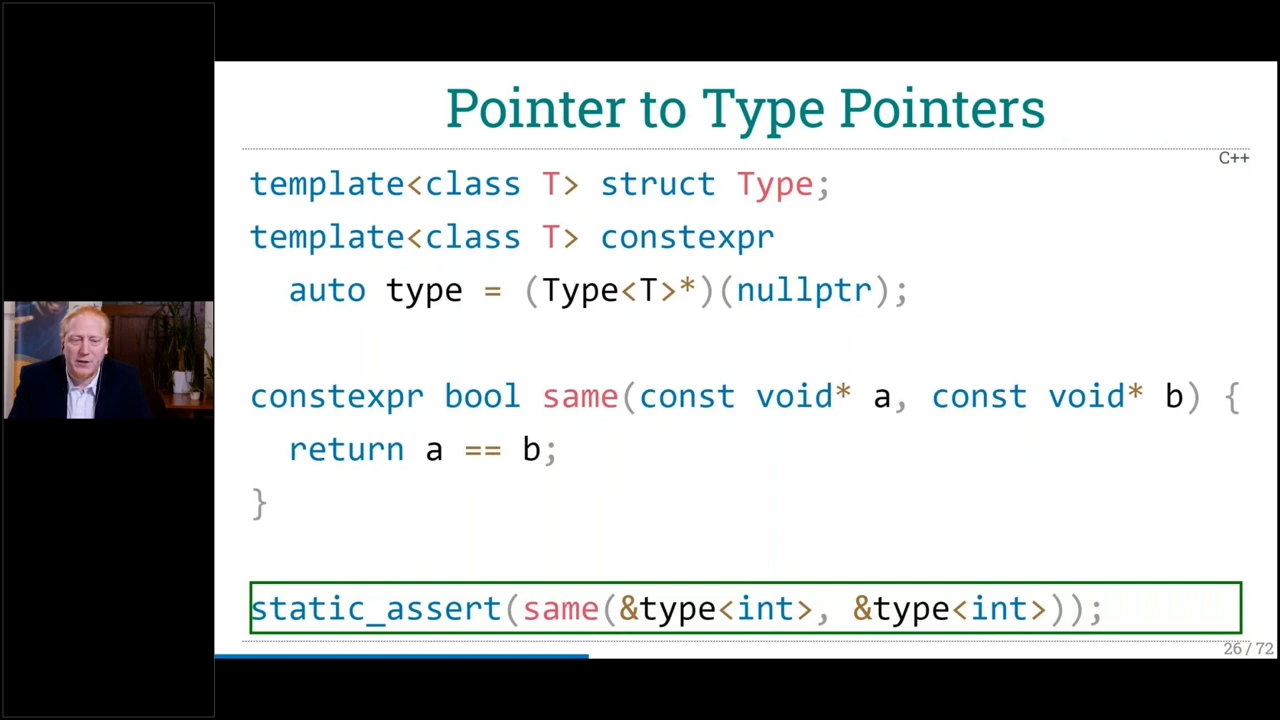 Pointer to Type Pointers
C++
template<class T> struct Type;
template<class T> constexpr
  auto type = (Type<T>*)(nullptr);
constexpr bool same(const void* a, const void* b) {
  return a == b;
}
static_assert(same(&type<int>, &type<int>));
26 / 72